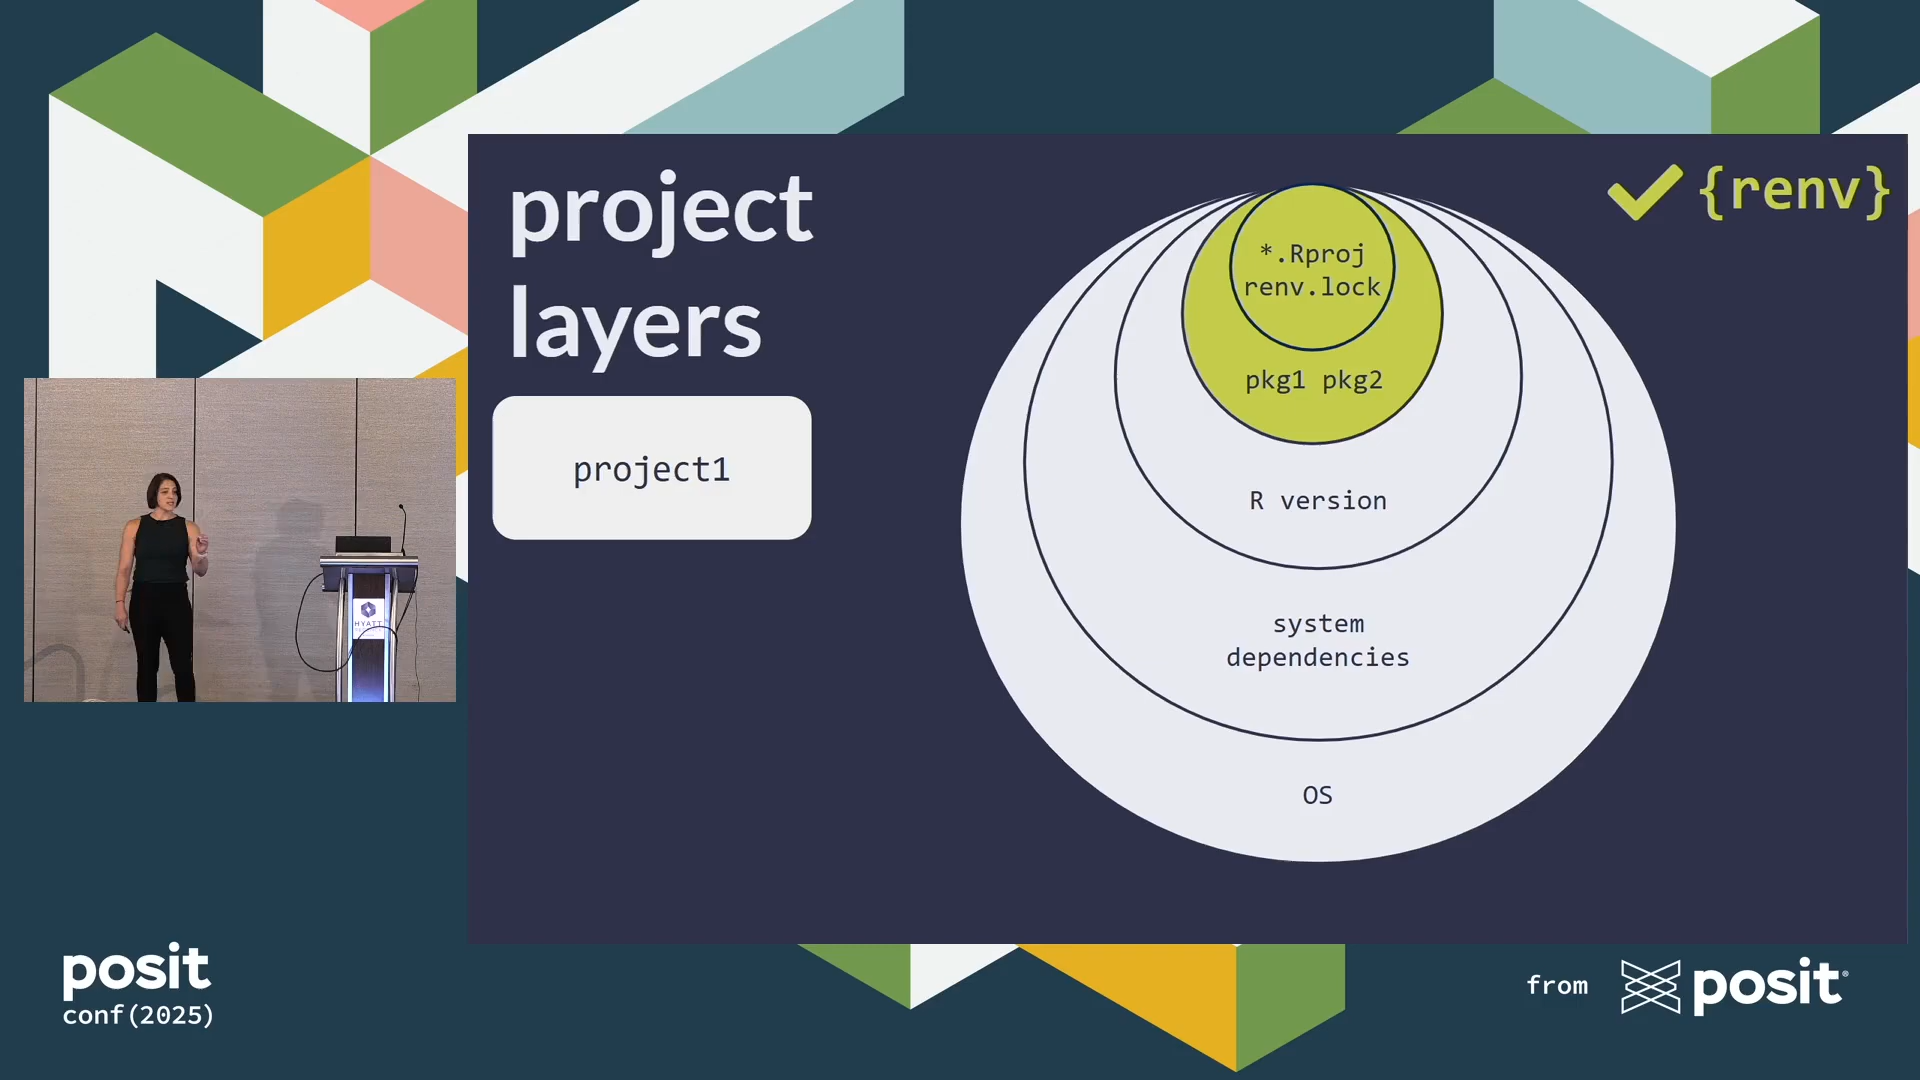 project
layers
project1
{renv}
*.Rproj
renv.lock
pkg1 pkg2
R version
system
dependencies
OS
HYATT
posit
conf(2025)
from
posit®